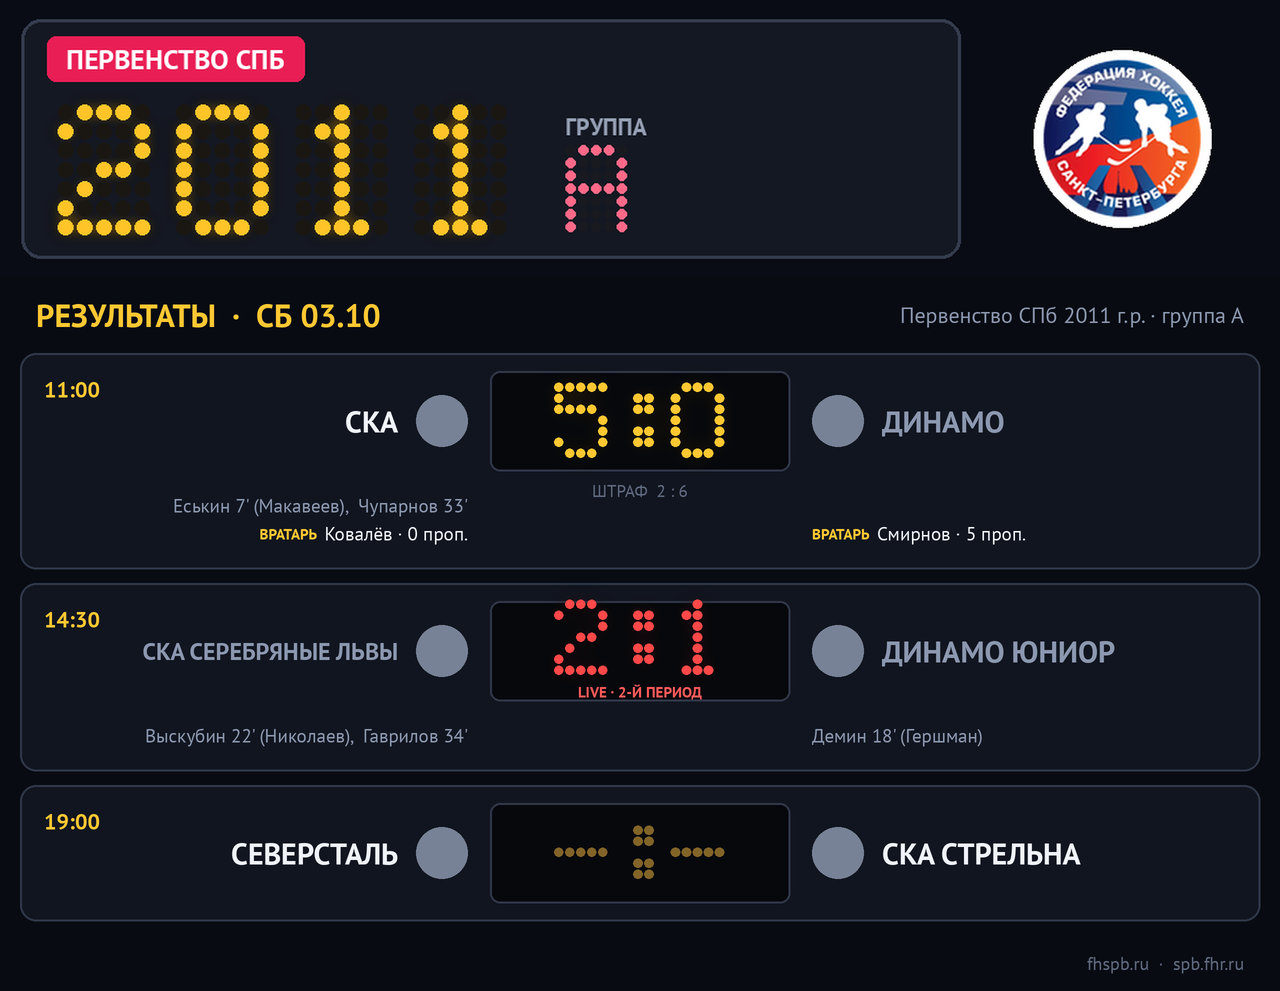 ПЕРВЕНСТВО СПБ
2011
ГРУППА
А
ФЕДЕРАЦИЯ ХОККЕЯ
САНКТ-ПЕТЕРБУРГА
РЕЗУЛЬТАТЫ · СБ 03.10
Первенство СПб 2011 г.р. · группа А
11:00
СКА 5:0 ДИНАМО
ШТРАФ 2 : 6
Еськин 7' (Макавеев), Чупарнов 33'
ВРАТАРЬ Ковалёв · 0 проп.
ВРАТАРЬ Смирнов · 5 проп.
14:30
СКА СЕРЕБРЯНЫЕ ЛЬВЫ 2:1 ДИНАМО ЮНИОР
LIVE · 2-Й ПЕРИОД
Выскубин 22' (Николаев), Гаврилов 34'
Демин 18' (Гершман)
19:00
СЕВЕРСТАЛЬ -:- СКА СТРЕЛЬНА
fhspb.ru · spb.fhr.ru